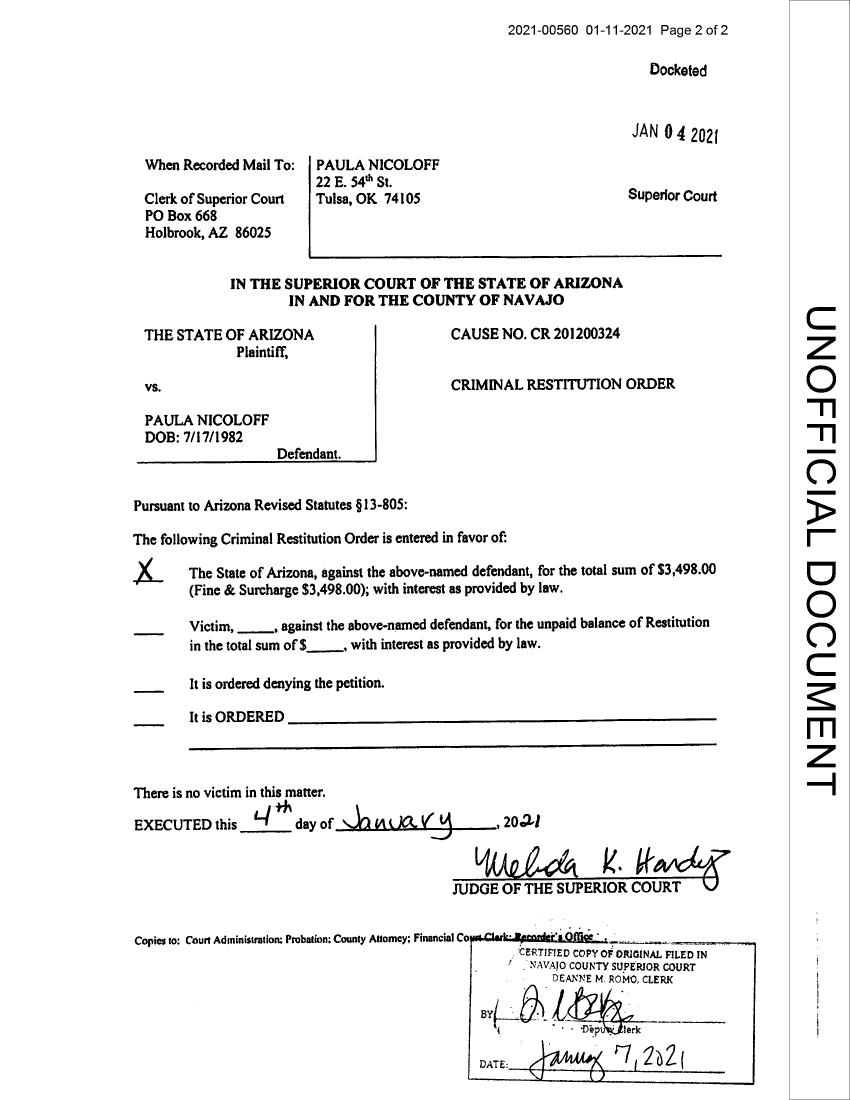 2021-00560 01-11-2021 Page 2 of 2
Docketed
JAN 04 2021
Superior Court
When Recorded Mail To:
Clerk of Superior Court
PO Box 668
Holbrook, AZ 86025
PAULA NICOLOFF
22 E. 54th St.
Tulsa, OK 74105
IN THE SUPERIOR COURT OF THE STATE OF ARIZONA
IN AND FOR THE COUNTY OF NAVAJO
THE STATE OF ARIZONA
Plaintiff,
vs.
PAULA NICOLOFF
DOB: 7/17/1982
Defendant.
CAUSE NO. CR 201200324
CRIMINAL RESTITUTION ORDER
Pursuant to Arizona Revised Statutes §13-805:
The following Criminal Restitution Order is entered in favor of:
X The State of Arizona, against the above-named defendant, for the total sum of $3,498.00
(Fine & Surcharge $3,498.00); with interest as provided by law.
___ Victim, _____, against the above-named defendant, for the unpaid balance of Restitution
in the total sum of $_____, with interest as provided by law.
___ It is ordered denying the petition.
___ It is ORDERED ___
There is no victim in this matter.
EXECUTED this 4th day of January, 2021
K. Hardy
JUDGE OF THE SUPERIOR COURT
Copies to: Court Administration; Probation; County Attorney; Financial Court Clerk; Recorder's Office
CERTIFIED COPY OF ORIGINAL FILED IN
NAVAJO COUNTY SUPERIOR COURT
DEANNE M. ROMO, CLERK
BY
Deputy Clerk
DATE: January 7, 2021
UNOFFICIAL DOCUMENT